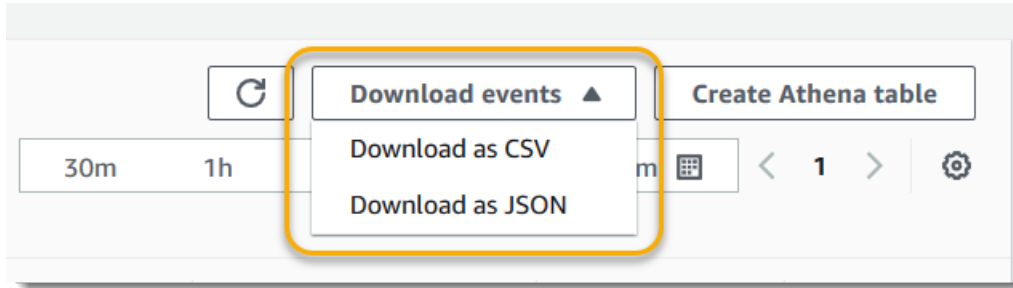 Download events
Create Athena table
Download as CSV
30m
1h
m
1
Download as JSON